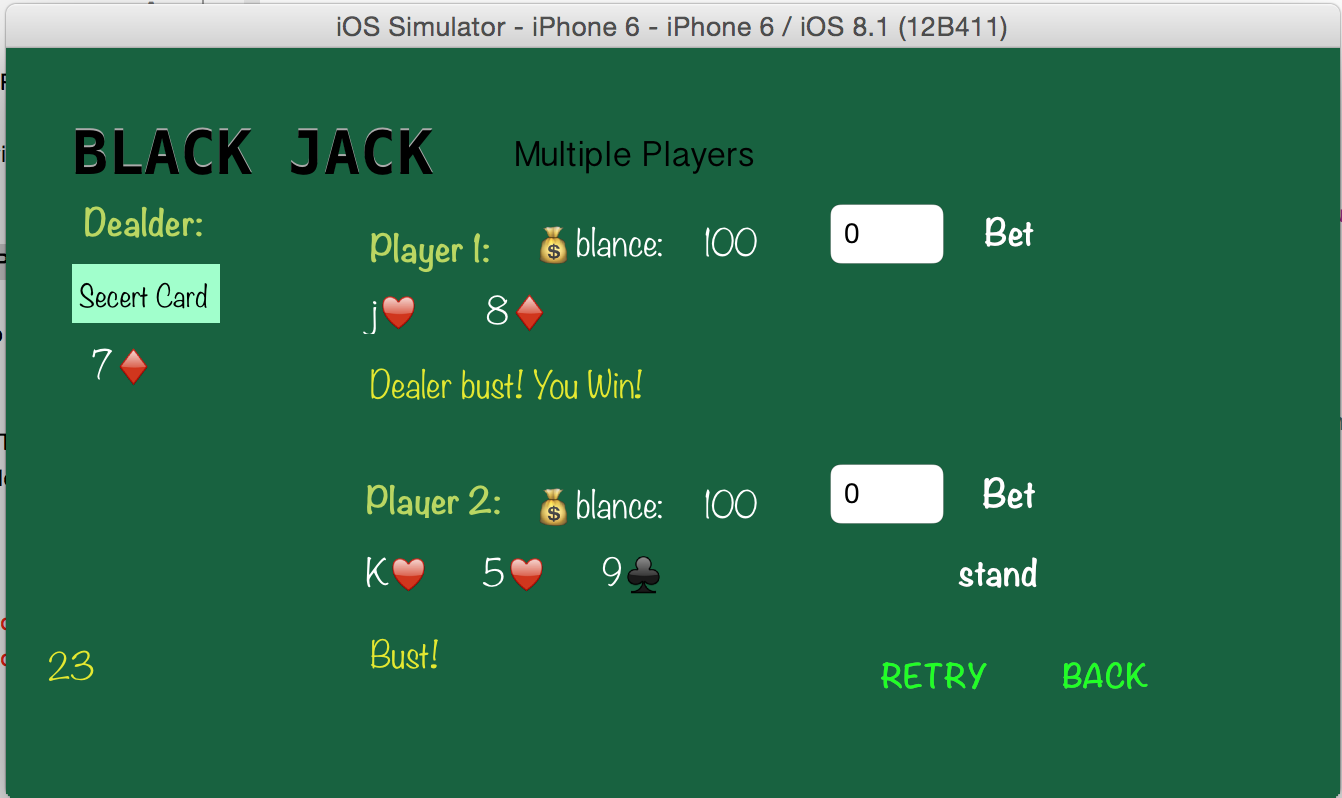 iOS Simulator - iPhone 6 - iPhone 6 / iOS 8.1 (12B411)
BLACK JACK Multiple Players
Dealder:
Secert Card
7♦️
Player 1: 💰blance: 100 0 Bet
j♥️ 8♦️
Dealer bust! You Win!
Player 2: 💰blance: 100 0 Bet
K♥️ 5♥️ 9♣️ stand
Bust!
23
RETRY BACK